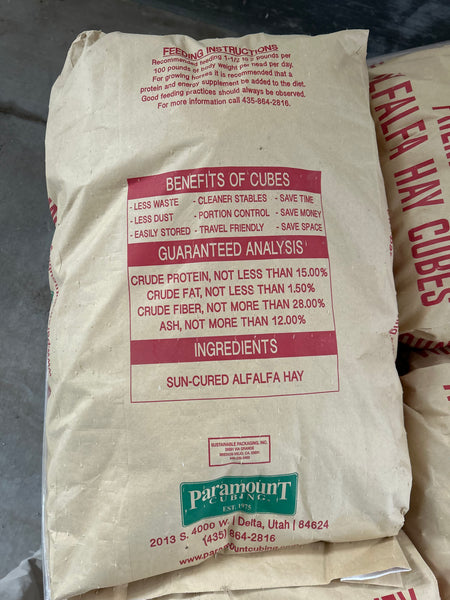 FEEDING INSTRUCTIONS
Recommended feeding 1-1/2 to 2 pounds per
100 pounds of body weight per head per day.
For growing horses it is recommended that a
protein and energy supplement be added to the diet.
Good feeding practices should always be observed.
For more information call 435-864-2816.
BENEFITS OF CUBES
- LESS WASTE - CLEANER STABLES - SAVE TIME
- LESS DUST - PORTION CONTROL - SAVE MONEY
- EASILY STORED - TRAVEL FRIENDLY - SAVE SPACE
GUARANTEED ANALYSIS
CRUDE PROTEIN, NOT LESS THAN 15.00%
CRUDE FAT, NOT LESS THAN 1.50%
CRUDE FIBER, NOT MORE THAN 28.00%
ASH, NOT MORE THAN 12.00%
INGREDIENTS
SUN-CURED ALFALFA HAY
SUSTAINABLE PACKAGING, INC.
Paramount
CUBING
EST. 1975
2013 S. 4000 W. | Delta, Utah | 84624
(435) 864-2816
www.paramountcubing.com
ALFALFA HAY CUBES